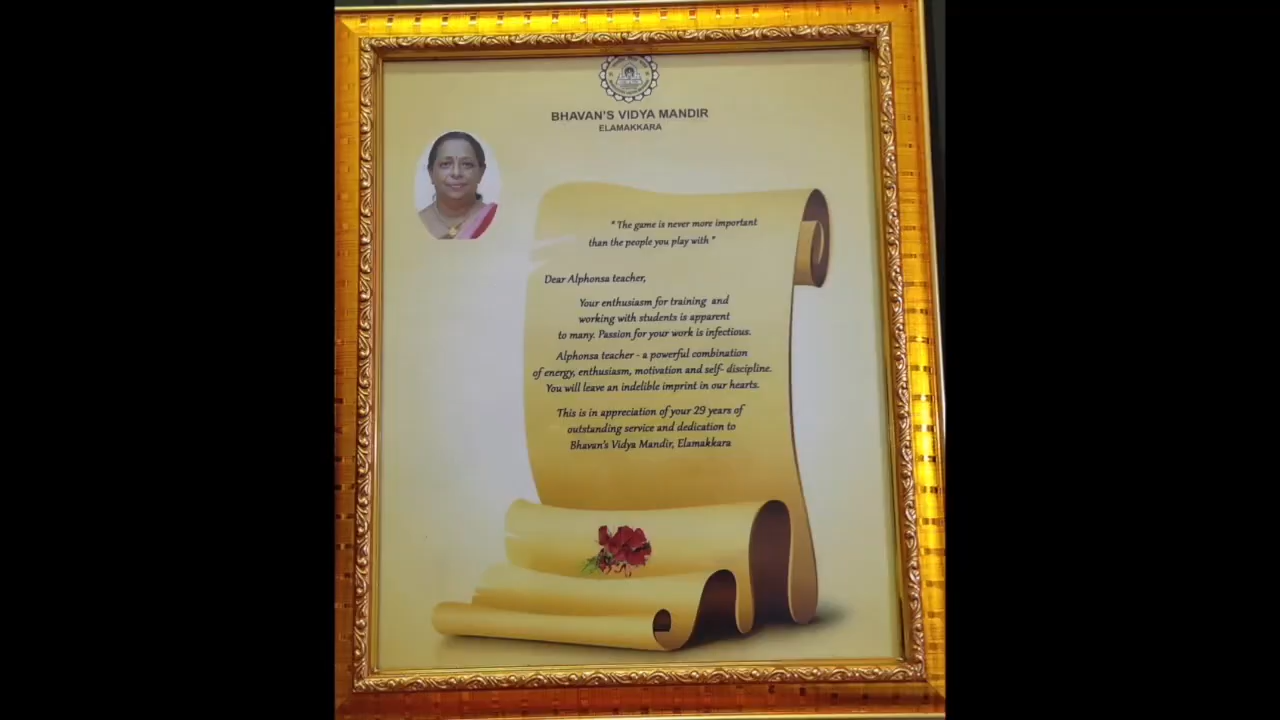 BHAVAN'S VIDYA MANDIR
ELAMAKKARA
" The game is never more important
than the people you play with "
Dear Alphonsa teacher,
Your enthusiasm for training and
working with students is apparent
to many. Passion for your work is infectious.
Alphonsa teacher - a powerful combination
of energy, enthusiasm, motivation and self- discipline.
You will leave an indelible imprint in our hearts.
This is in appreciation of your 29 years of
outstanding service and dedication to
Bhavan's Vidya Mandir, Elamakkara